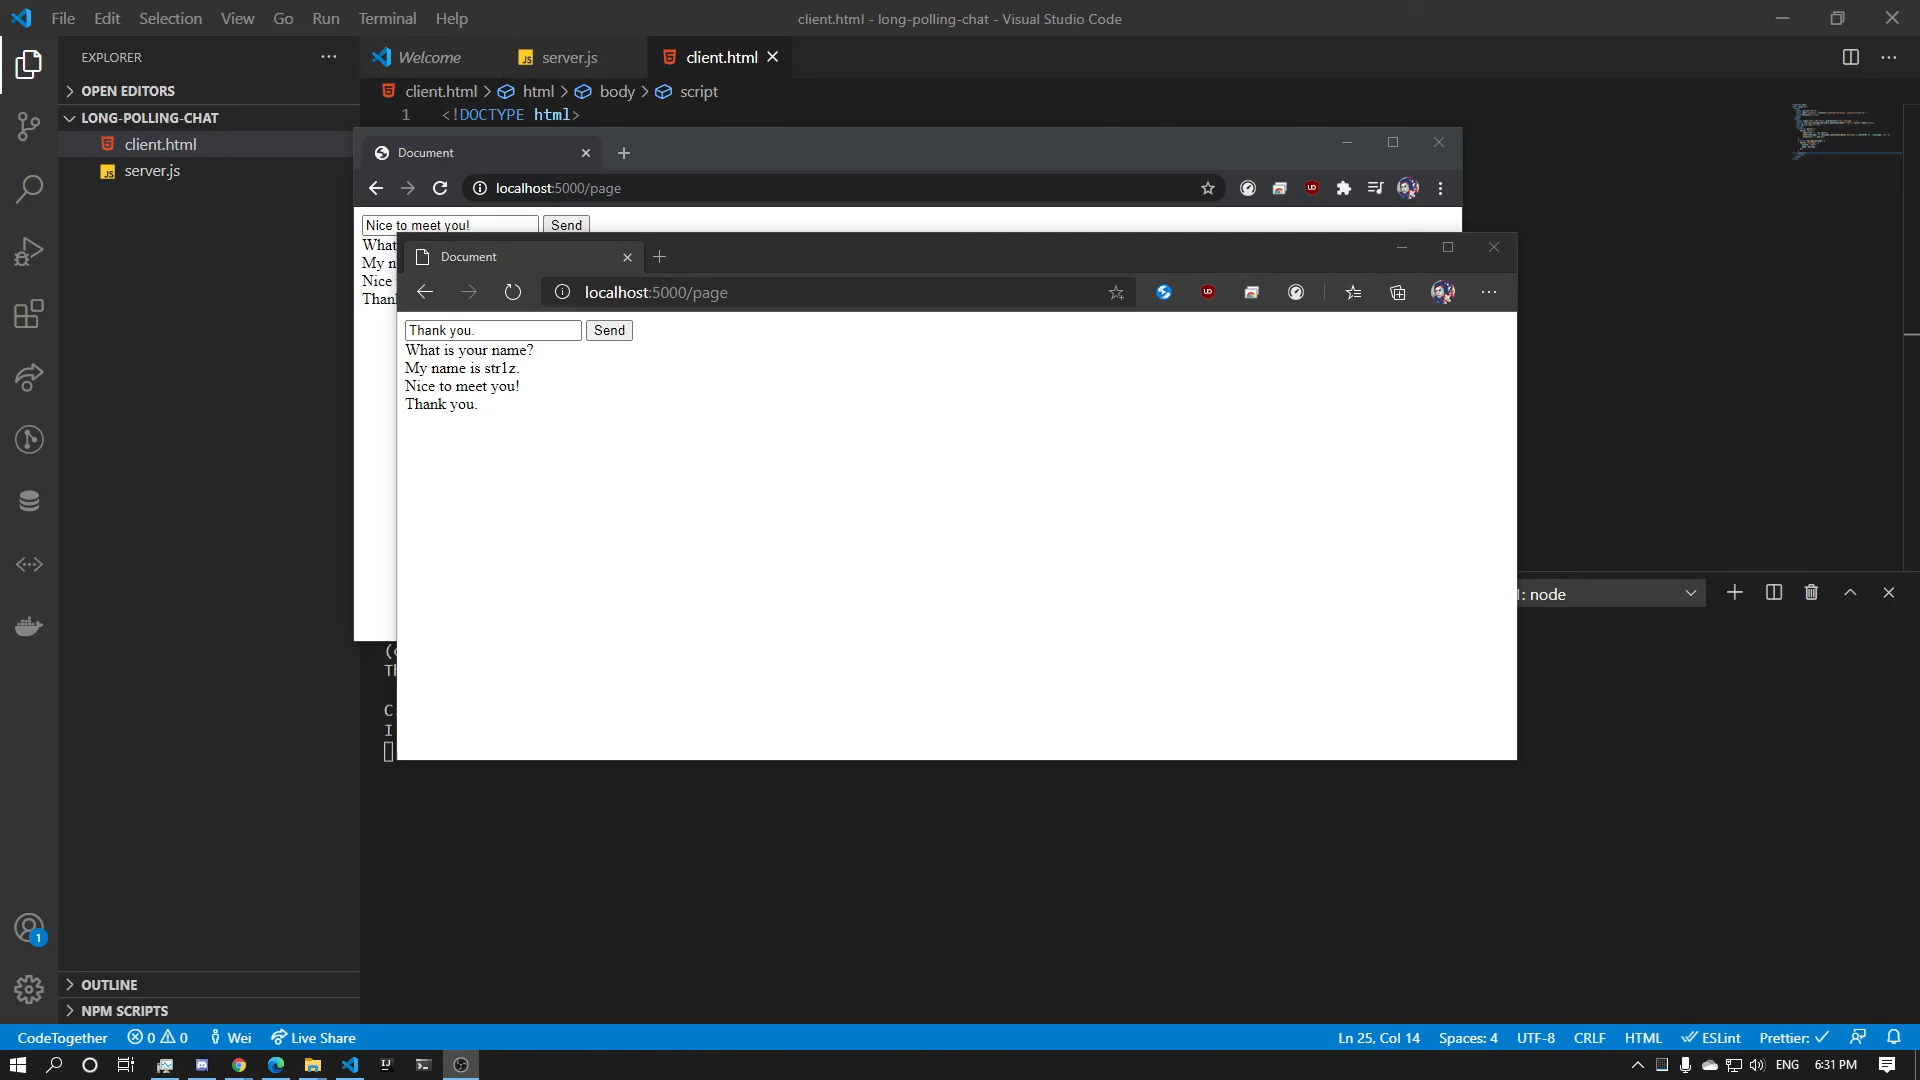 File Edit Selection View Go Run Terminal Help
client.html - long-polling-chat - Visual Studio Code
EXPLORER
OPEN EDITORS
LONG-POLLING-CHAT
client.html
server.js
Welcome
server.js
client.html
client.html > html > body > script
1 <!DOCTYPE html>
Document
localhost:5000/page
Nice to meet you!
Send
What
My n
Nice
Than
Document
localhost:5000/page
Thank you.
Send
What is your name?
My name is str1z.
Nice to meet you!
Thank you.
1: node
Th
C
I
1
OUTLINE
NPM SCRIPTS
CodeTogether 0 0 Wei Live Share
Ln 25, Col 14 Spaces: 4 UTF-8 CRLF HTML ESLint Prettier: ✓
ENG 6:31 PM